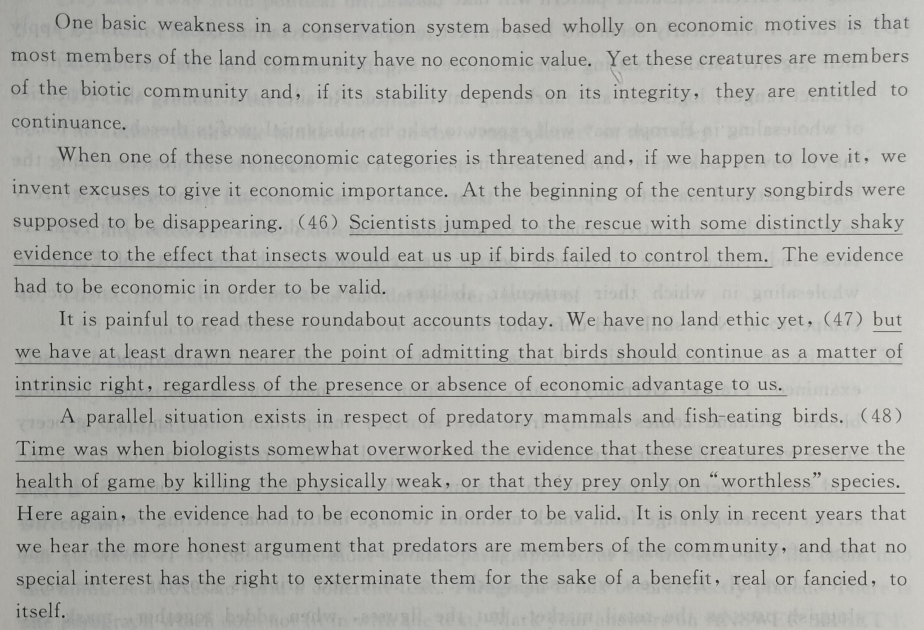 One basic weakness in a conservation system based wholly on economic motives is that
most members of the land community have no economic value. Yet these creatures are members
of the biotic community and, if its stability depends on its integrity, they are entitled to
continuance.
When one of these noneconomic categories is threatened and, if we happen to love it, we
invent excuses to give it economic importance. At the beginning of the century songbirds were
supposed to be disappearing. (46) Scientists jumped to the rescue with some distinctly shaky
evidence to the effect that insects would eat us up if birds failed to control them. The evidence
had to be economic in order to be valid.
It is painful to read these roundabout accounts today. We have no land ethic yet, (47) but
we have at least drawn nearer the point of admitting that birds should continue as a matter of
intrinsic right, regardless of the presence or absence of economic advantage to us.
A parallel situation exists in respect of predatory mammals and fish-eating birds. (48)
Time was when biologists somewhat overworked the evidence that these creatures preserve the
health of game by killing the physically weak, or that they prey only on “worthless” species.
Here again, the evidence had to be economic in order to be valid. It is only in recent years that
we hear the more honest argument that predators are members of the community, and that no
special interest has the right to exterminate them for the sake of a benefit, real or fancied, to
itself.